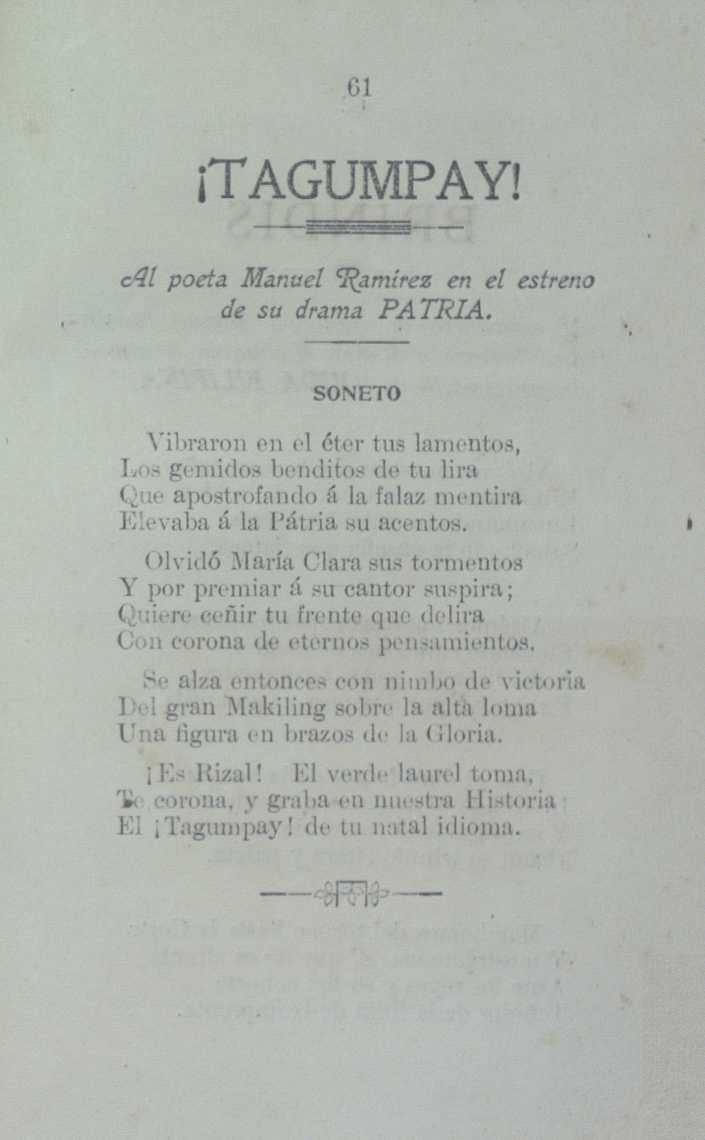 61
¡TAGUMPAY!
Al poeta Manuel Ramírez en el estreno
de su drama PATRIA.
SONETO
Vibraron en el éter tus lamentos,
Los gemidos benditos de tu lira
Que apostrofando á la falaz mentira
Elevaba á la Pátria su acentos.
Olvidó María Clara sus tormentos
Y por premiar á su cantor suspira;
Quiere ceñir tu frente que delira
Con corona de eternos pensamientos.
Se alza entonces con nimbo de victoria
Del gran Makiling sobre la alta loma
Una figura en brazos de la Gloria.
¡Es Rizal! El verde laurel toma,
Te corona, y graba en nuestra Historia
El ¡Tagumpay! de tu natal idioma.